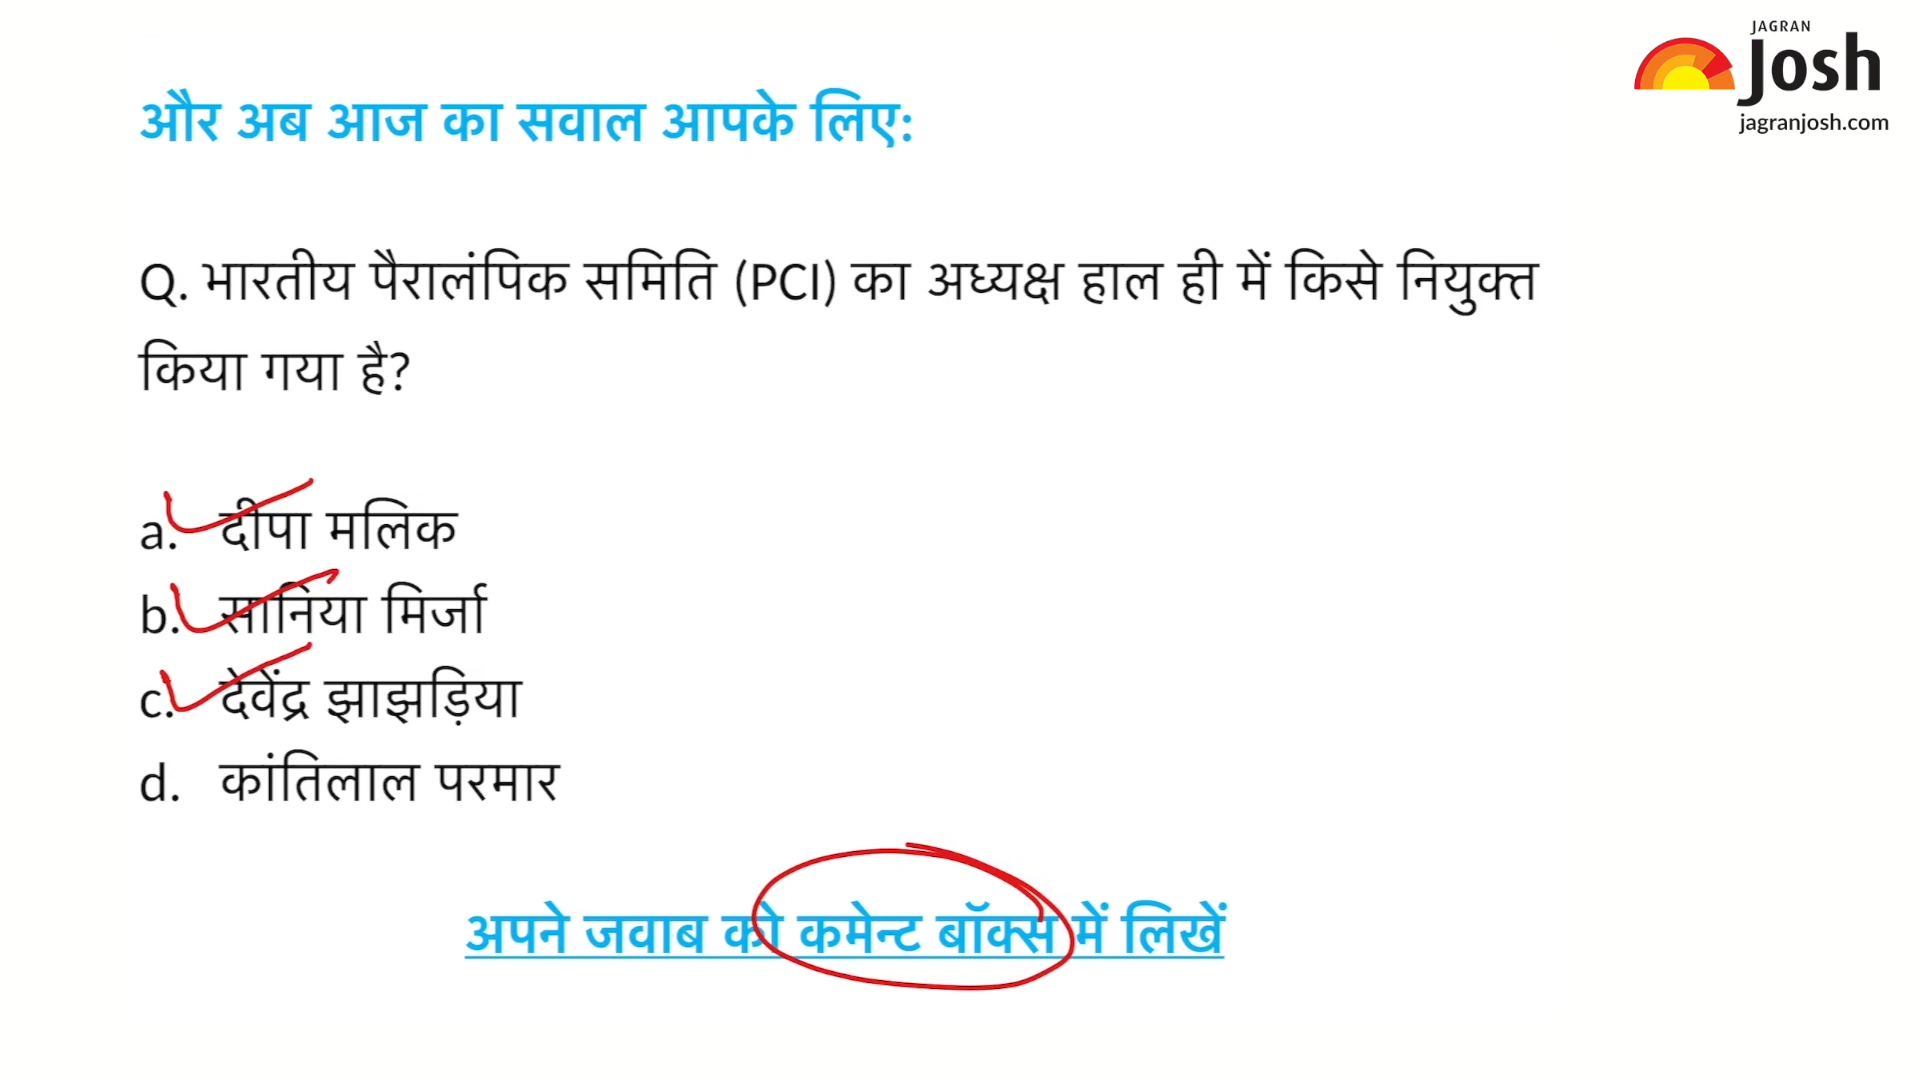 JAGRAN
Josh
jagranjosh.com
और अब आज का सवाल आपके लिए:
Q. भारतीय पैरालंपिक समिति (PCI) का अध्यक्ष हाल ही में किसे नियुक्त
किया गया है?
a. दीपा मलिक
b. सानिया मिर्जा
c. देवेंद्र झाझड़िया
d. कांतिलाल परमार
अपने जवाब को कमेन्ट बॉक्स में लिखें